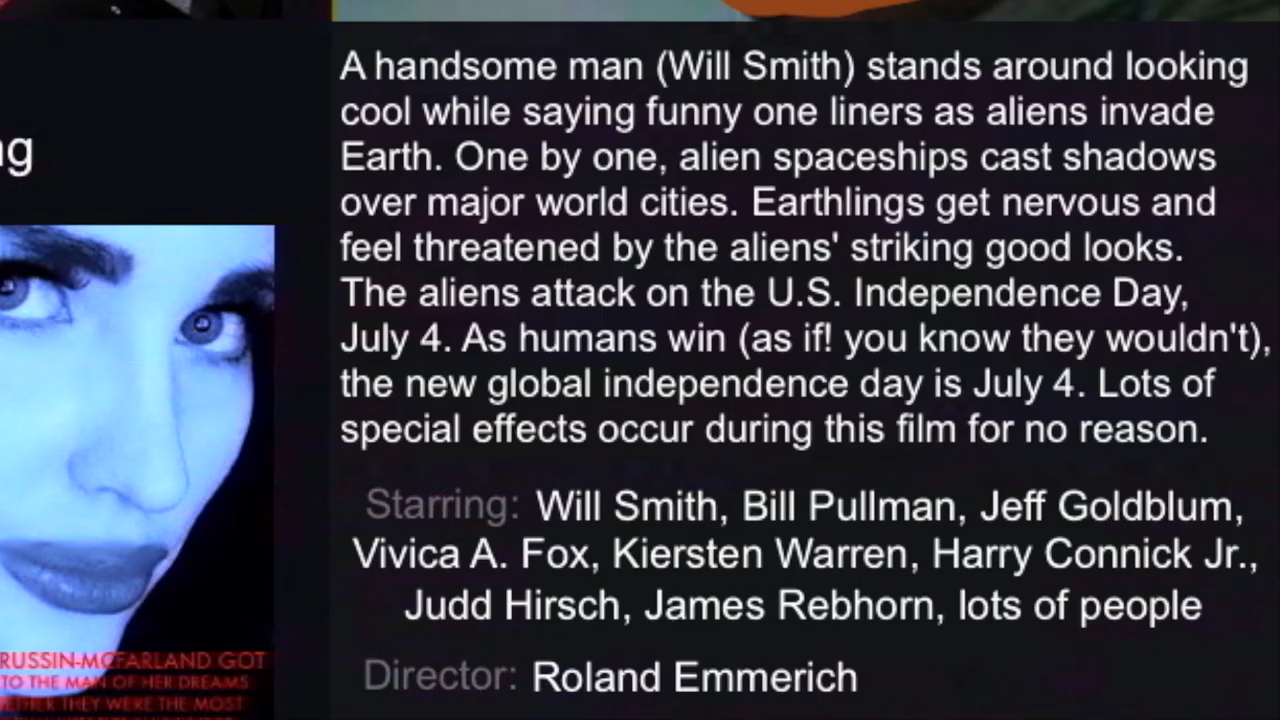 ng
A handsome man (Will Smith) stands around looking
cool while saying funny one liners as aliens invade
Earth. One by one, alien spaceships cast shadows
over major world cities. Earthlings get nervous and
feel threatened by the aliens' striking good looks.
The aliens attack on the U.S. Independence Day,
July 4. As humans win (as if! you know they wouldn't),
the new global independence day is July 4. Lots of
special effects occur during this film for no reason.
Starring: Will Smith, Bill Pullman, Jeff Goldblum,
Vivica A. Fox, Kiersten Warren, Harry Connick Jr.,
Judd Hirsch, James Rebhorn, lots of people
Director: Roland Emmerich
RUSSIN-MCFARLAND GOT
TO THE MAN OF HER DREAMS
THEY WERE THE MOST